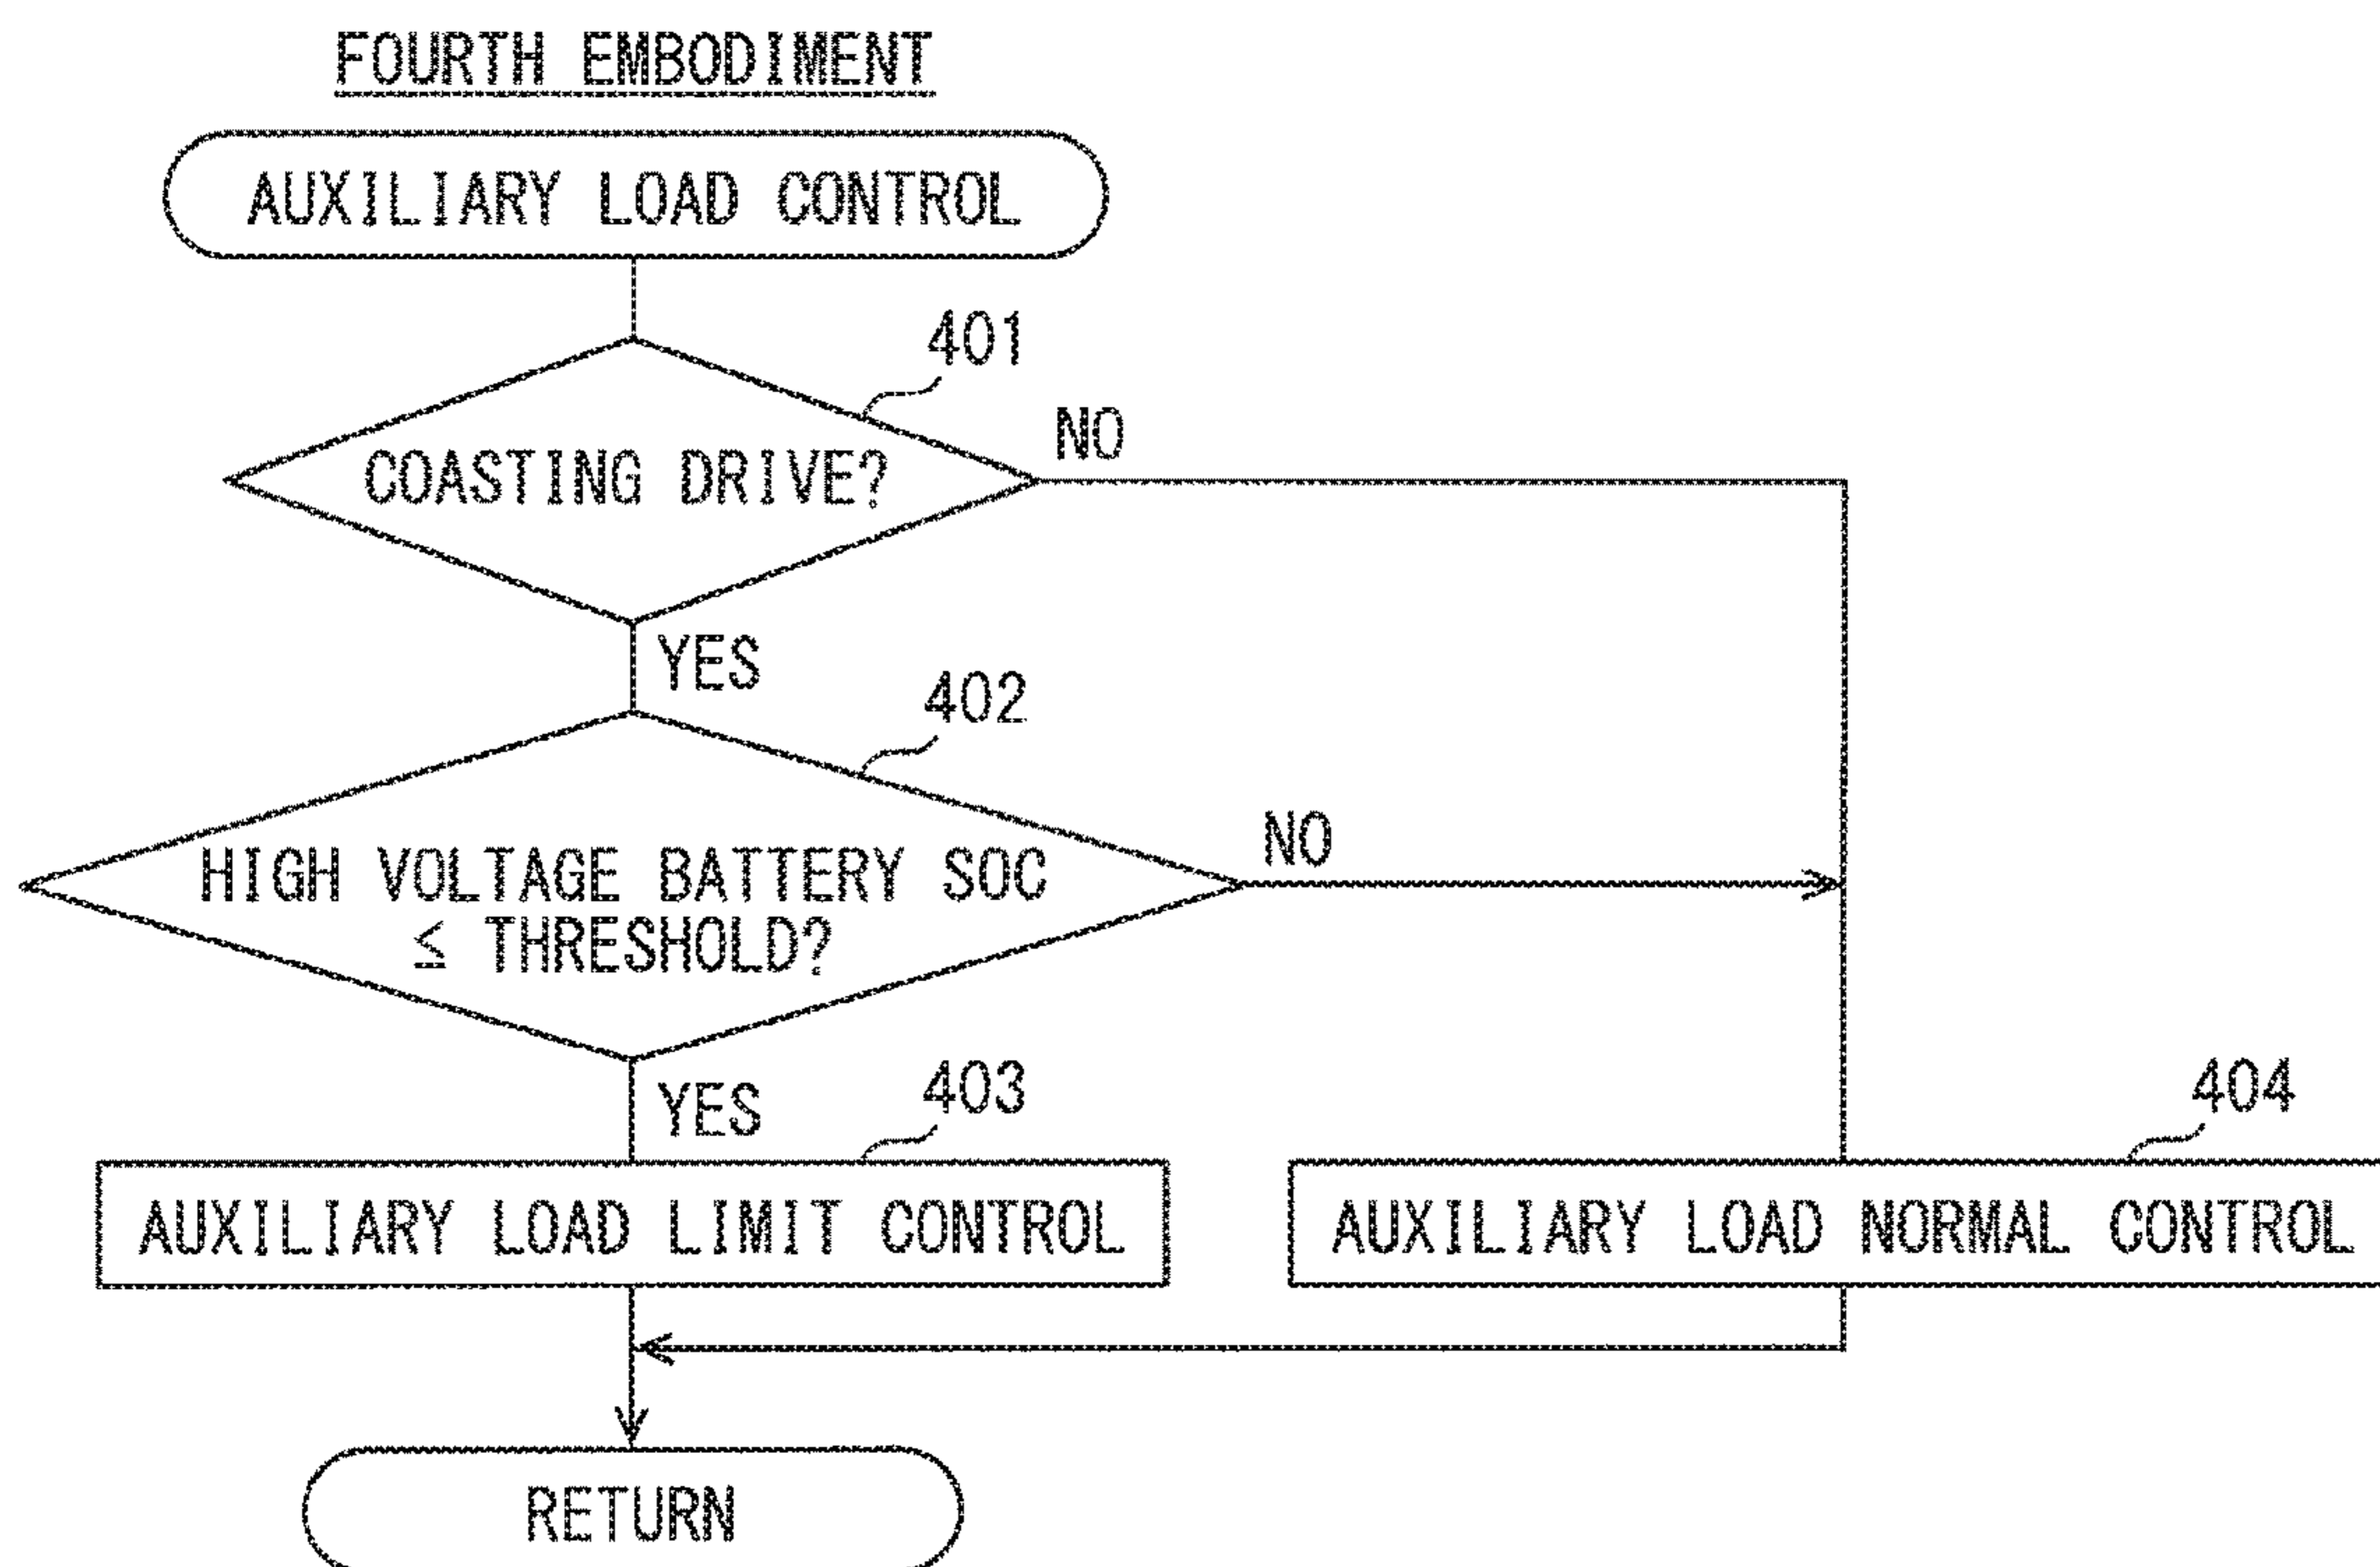 FOURTH EMBODIMENT
AUXILIARY LOAD CONTROL
401
COASTING DRIVE?
NO
YES
402
HIGH VOLTAGE BATTERY SOC
≤ THRESHOLD?
NO
YES
403
404
AUXILIARY LOAD LIMIT CONTROL
AUXILIARY LOAD NORMAL CONTROL
RETURN